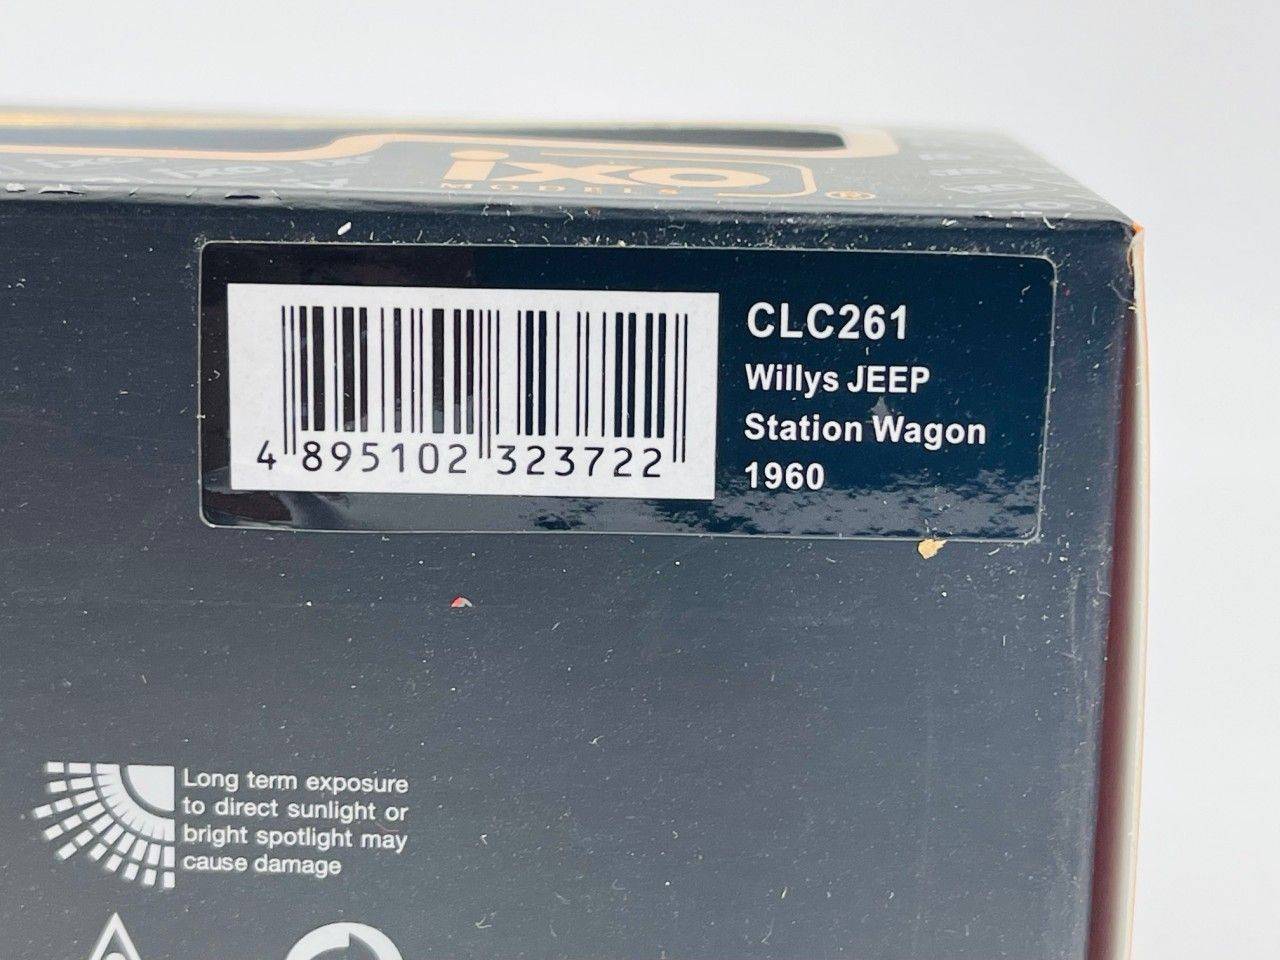 ixo
MODELS
®
CLC261
Willys JEEP
Station Wagon
1960
4 895102 323722
Long term exposure
to direct sunlight or
bright spotlight may
cause damage